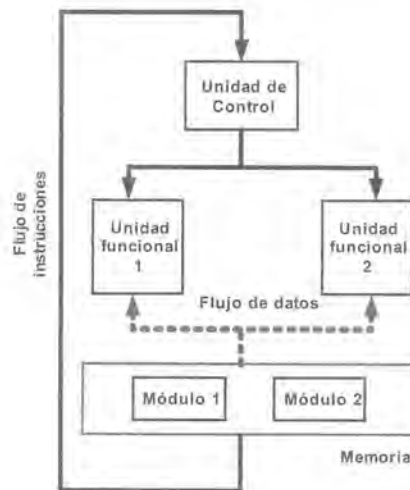 Unidad de
Control
Flujo de
instrucciones
Unidad
funcional
1
Unidad
funcional
2
Flujo de datos
Módulo 1
Módulo 2
Memoria